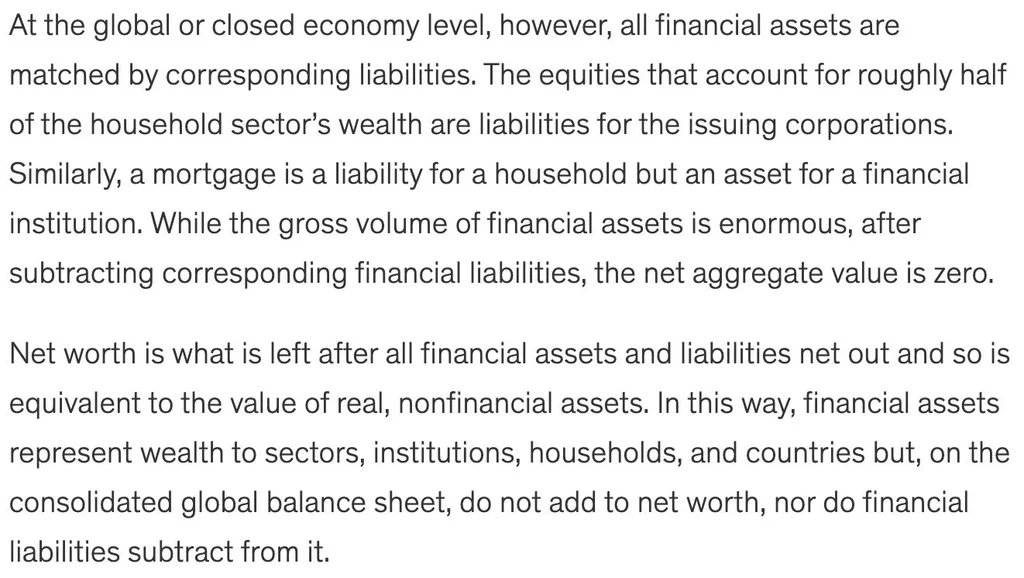 At the global or closed economy level, however, all financial assets are
matched by corresponding liabilities. The equities that account for roughly half
of the household sector’s wealth are liabilities for the issuing corporations.
Similarly, a mortgage is a liability for a household but an asset for a financial
institution. While the gross volume of financial assets is enormous, after
subtracting corresponding financial liabilities, the net aggregate value is zero.
Net worth is what is left after all financial assets and liabilities net out and so is
equivalent to the value of real, nonfinancial assets. In this way, financial assets
represent wealth to sectors, institutions, households, and countries but, on the
consolidated global balance sheet, do not add to net worth, nor do financial
liabilities subtract from it.